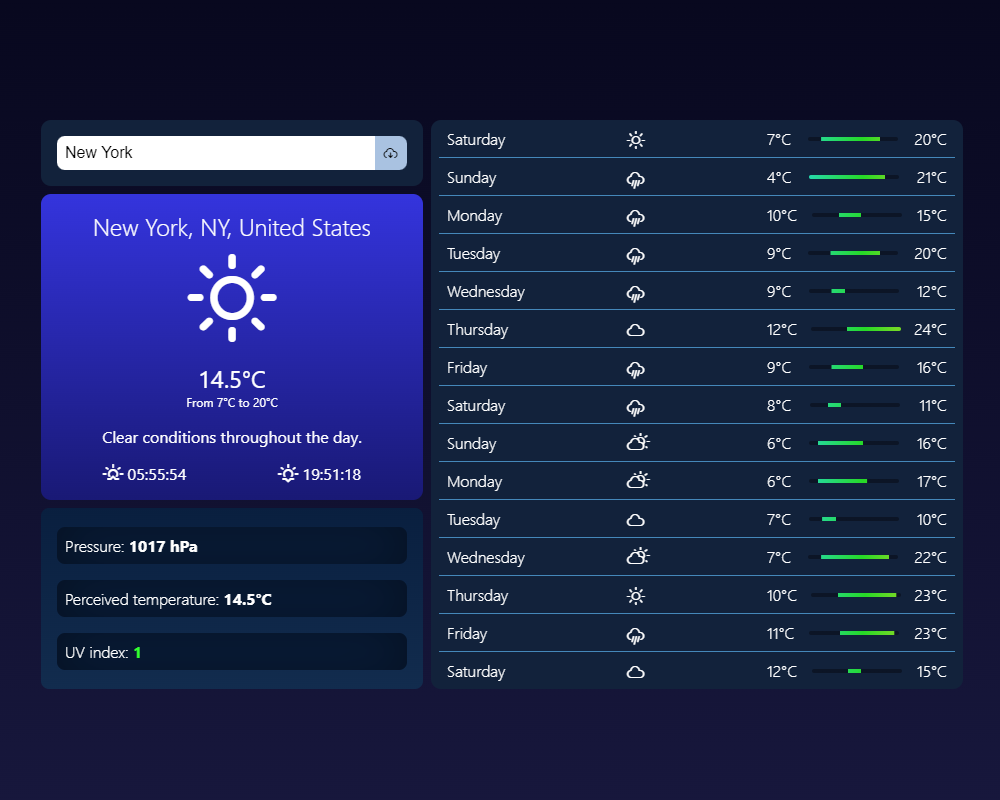 New York
New York, NY, United States
14.5°C
From 7°C to 20°C
Clear conditions throughout the day.
05:55:54 19:51:18
Pressure: 1017 hPa
Perceived temperature: 14.5°C
UV index: 1
Saturday 7°C 20°C
Sunday 4°C 21°C
Monday 10°C 15°C
Tuesday 9°C 20°C
Wednesday 9°C 12°C
Thursday 12°C 24°C
Friday 9°C 16°C
Saturday 8°C 11°C
Sunday 6°C 16°C
Monday 6°C 17°C
Tuesday 7°C 10°C
Wednesday 7°C 22°C
Thursday 10°C 23°C
Friday 11°C 23°C
Saturday 12°C 15°C